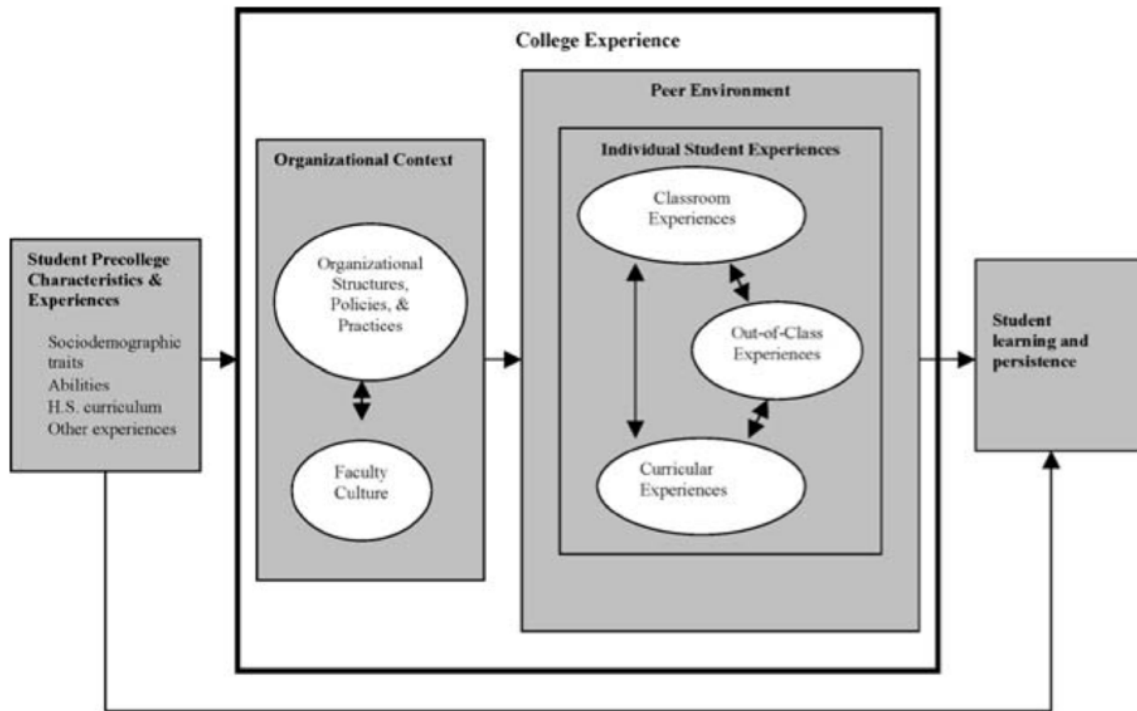 College Experience
Peer Environment
Individual Student Experiences
Organizational Context
Classroom
Experiences
Student Precollege
Characteristics &
Experiences
Sociodemographic
traits
Abilities
H.S. curriculum
Other experiences
Organizational
Structures,
Policies, &
Practices
Out-of-Class
Experiences
Student
learning and
persistence
Faculty
Culture
Curricular
Experiences